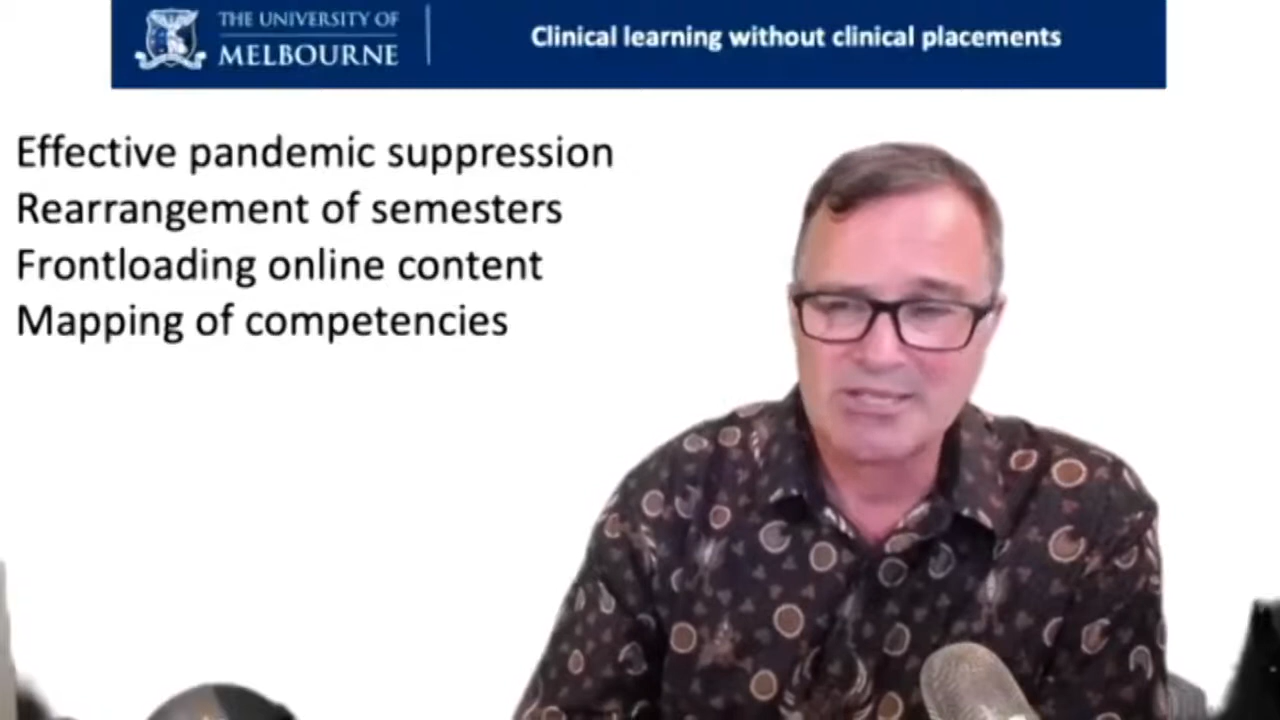 THE UNIVERSITY OF
MELBOURNE
Clinical learning without clinical placements
Effective pandemic suppression
Rearrangement of semesters
Frontloading online content
Mapping of competencies